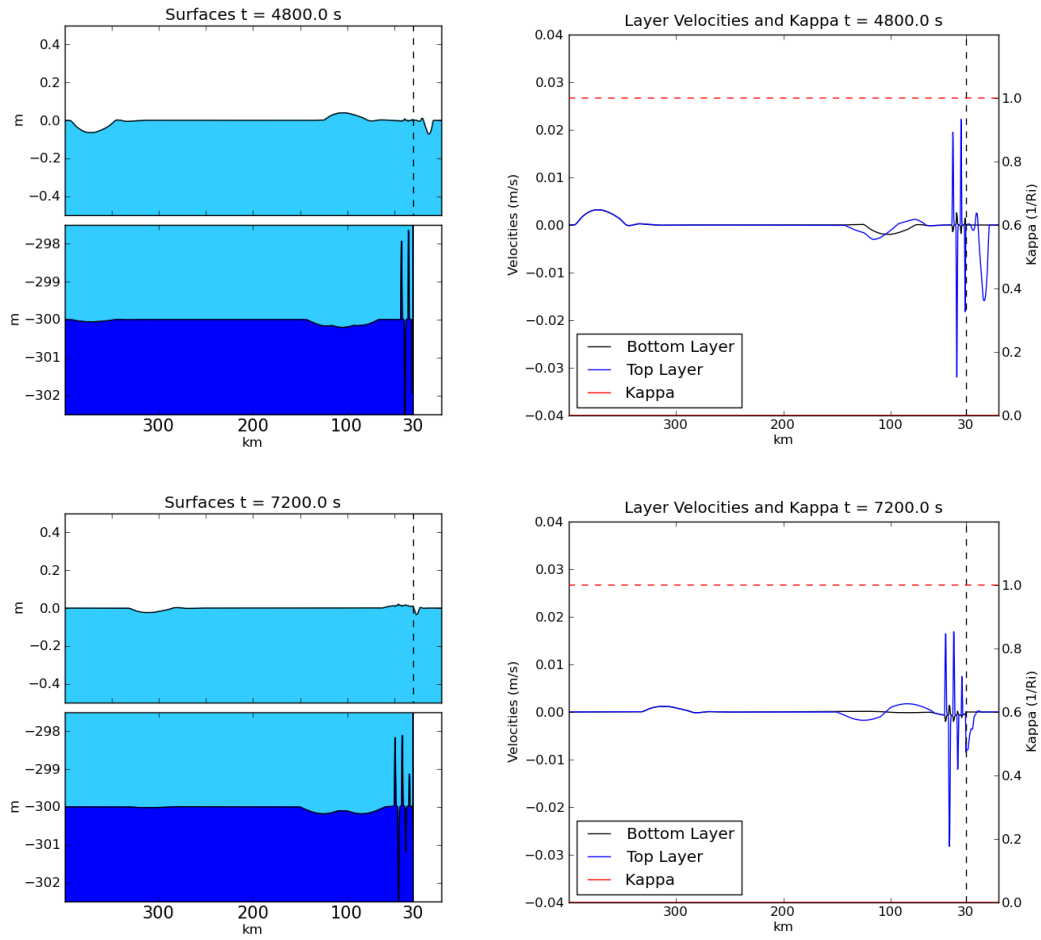 Surfaces t = 4800.0 s
0.4
0.2
0.0
−0.2
−0.4
m
−298
−299
−300
−301
−302
m
300 200 100 30
km
Layer Velocities and Kappa t = 4800.0 s
0.04
0.03
0.02
0.01
0.00
−0.01
−0.02
−0.03
−0.04
Velocities (m/s)
1.0
0.8
0.6
0.4
0.2
0.0
Kappa (1/Ri)
Bottom Layer
Top Layer
Kappa
300 200 100 30
km
Surfaces t = 7200.0 s
0.4
0.2
0.0
−0.2
−0.4
m
−298
−299
−300
−301
−302
m
300 200 100 30
km
Layer Velocities and Kappa t = 7200.0 s
0.04
0.03
0.02
0.01
0.00
−0.01
−0.02
−0.03
−0.04
Velocities (m/s)
1.0
0.8
0.6
0.4
0.2
0.0
Kappa (1/Ri)
Bottom Layer
Top Layer
Kappa
300 200 100 30
km